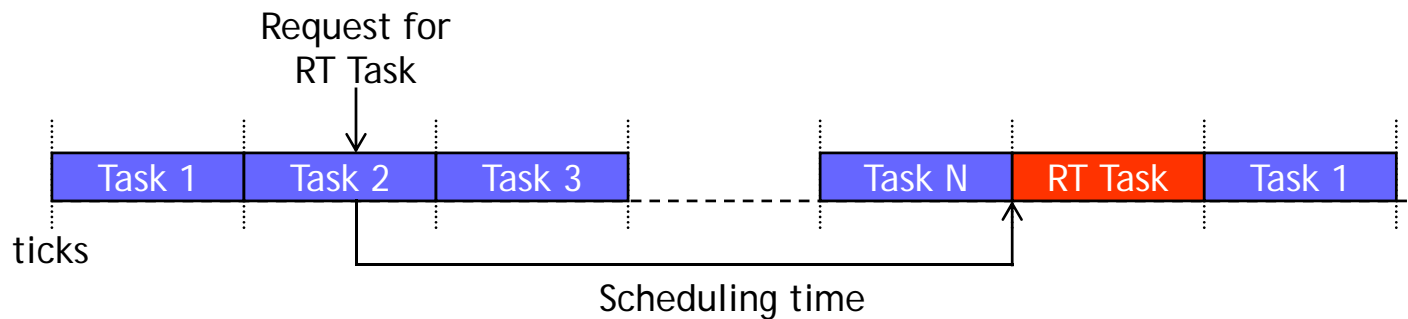 Request for
RT Task
Task 1
Task 2
Task 3
Task N
RT Task
Task 1
ticks
Scheduling time